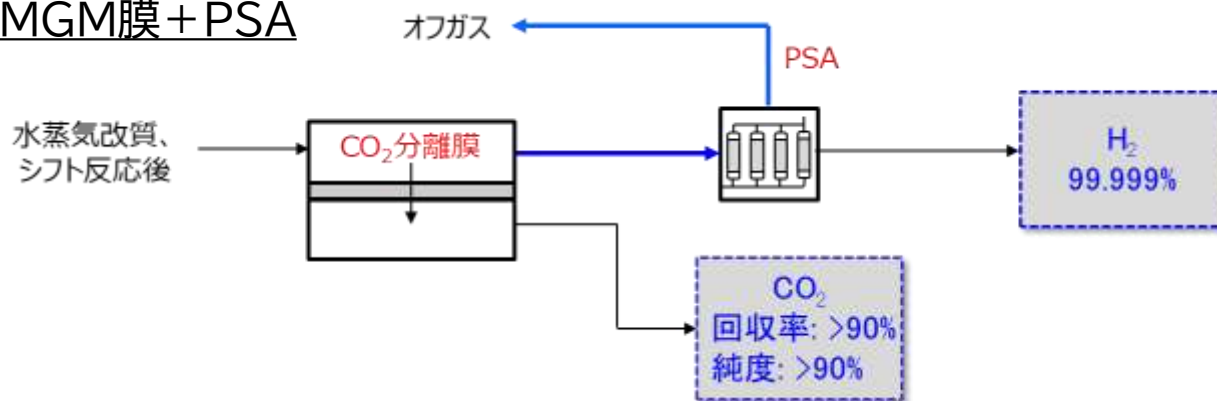 MGM膜＋PSA
オフガス
PSA
水蒸気改質、
シフト反応後
CO₂分離膜
H₂
99.999%
CO₂
回収率: >90%
純度: >90%